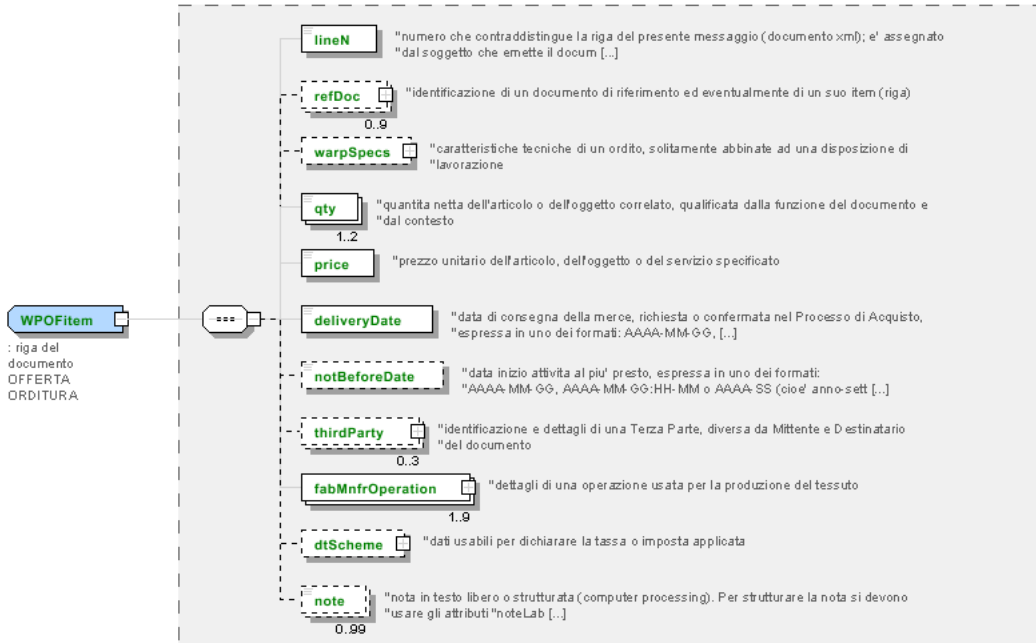 lineN
"numero che contraddistingue la riga del presente messaggio (documento xml); e' assegnato
"dal soggetto che emette il docum [...]
refDoc
"identificazione di un documento di riferimento ed eventualmente di un suo item (riga)
0..9
warpSpecs
"caratteristiche tecniche di un ordito, solitamente abbinate ad una disposizione di
"lavorazione
qty
"quantita netta dell'articolo o dell'oggetto correlato, qualificata dalla funzione del documento e
"dal contesto
1..2
price
"prezzo unitario dell'articolo, dell'oggetto o del servizio specificato
WPOFitem
: riga del
documento
OFFERTA
ORDITURA
deliveryDate
"data di consegna della merce, richiesta o confermata nel Processo di Acquisto,
"espressa in uno dei formati: AAAA-MM-GG, [...]
notBeforeDate
"data inizio attivita al piu' presto, espressa in uno dei formati:
"AAAA-MM-GG, AAAA-MM-GG:HH-MM o AAAA-SS (cioe' anno-sett [...]
thirdParty
"identificazione e dettagli di una Terza Parte, diversa da Mittente e Destinatario
"del documento
0..3
fabMnfrOperation
"dettagli di una operazione usata per la produzione del tessuto
1..9
dtScheme
"dati usabili per dichiarare la tassa o imposta applicata
note
"nota in testo libero o strutturata (computer processing). Per strutturare la nota si devono
"usare gli attributi "noteLab [...]
0..99